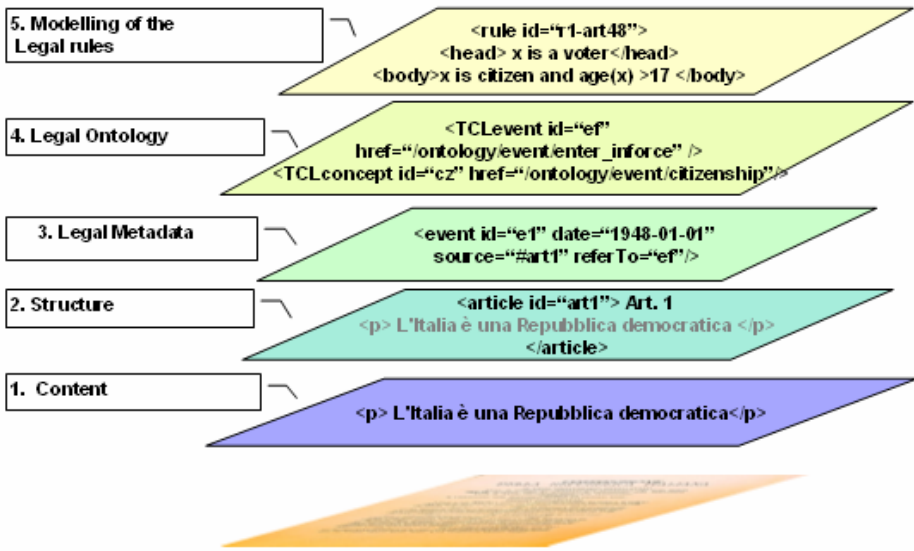 5. Modelling of the
Legal rules
<rule id=“r1-art48”>
<head> x is a voter</head>
<body>x is citizen and age(x) >17 </body>
4. Legal Ontology
<TCLevent id=“ef”
href=“/ontology/event/enter_inforce” />
<TCLconcept id=“cz” href=“/ontology/event/citizenship”/>
3. Legal Metadata
<event id=“e1” date=“1948-01-01”
source=“#art1” referTo=“ef”/>
2. Structure
<article id=“art1”> Art. 1
<p> L'Italia è una Repubblica democratica </p>
</article>
1. Content
<p> L'Italia è una Repubblica democratica</p>